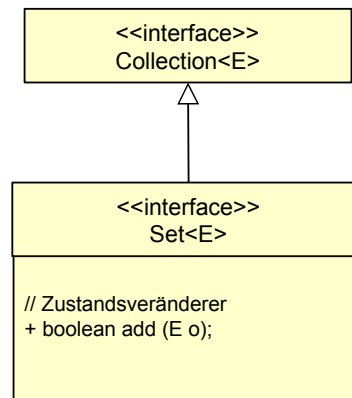 <<interface>>
Collection<E>
<<interface>>
Set<E>
// Zustandsveränderer
+ boolean add (E o);